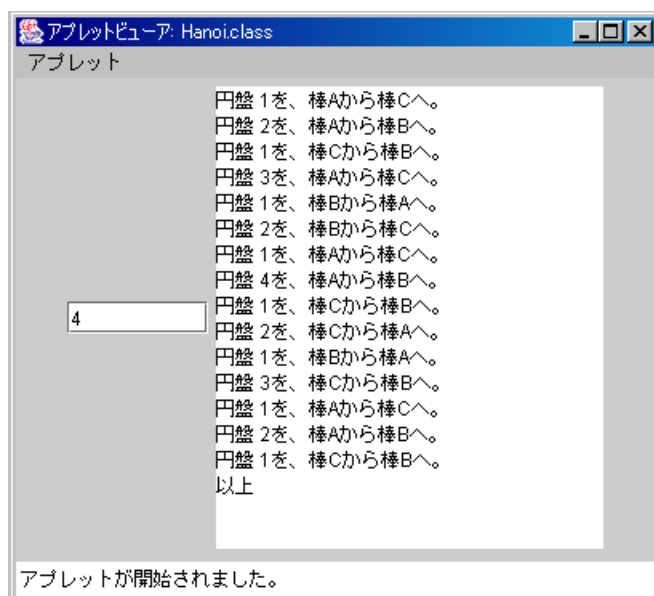 アプレットビューア: Hanoi.class
アプレット
円盤 1を、棒Aから棒Cへ。
円盤 2を、棒Aから棒Bへ。
円盤 1を、棒Cから棒Bへ。
円盤 3を、棒Aから棒Cへ。
円盤 1を、棒Bから棒Aへ。
円盤 2を、棒Bから棒Cへ。
円盤 1を、棒Aから棒Cへ。
円盤 4を、棒Aから棒Bへ。
4
円盤 1を、棒Cから棒Bへ。
円盤 2を、棒Cから棒Aへ。
円盤 1を、棒Bから棒Aへ。
円盤 3を、棒Cから棒Bへ。
円盤 1を、棒Aから棒Cへ。
円盤 2を、棒Aから棒Bへ。
円盤 1を、棒Cから棒Bへ。
以上
アプレットが開始されました。